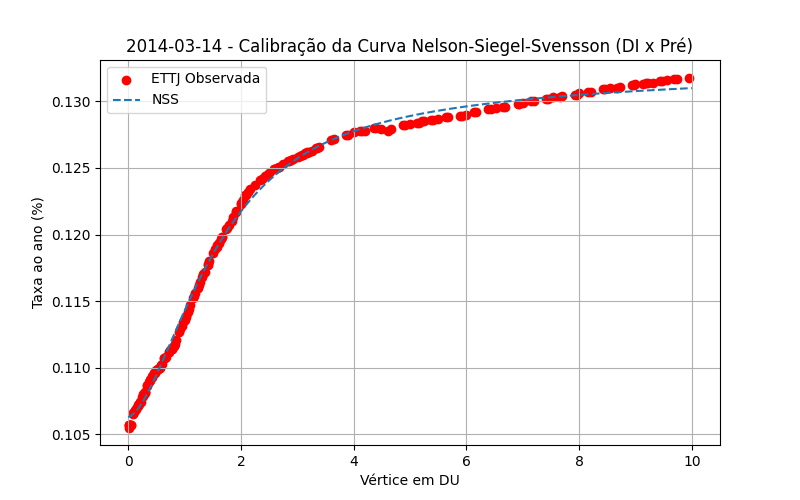 2014-03-14 - Calibração da Curva Nelson-Siegel-Svensson (DI x Pré)
ETTJ Observada
NSS
0.130
0.125
0.120
0.115
0.110
0.105
Taxa ao ano (%)
0 2 4 6 8 10
Vértice em DU